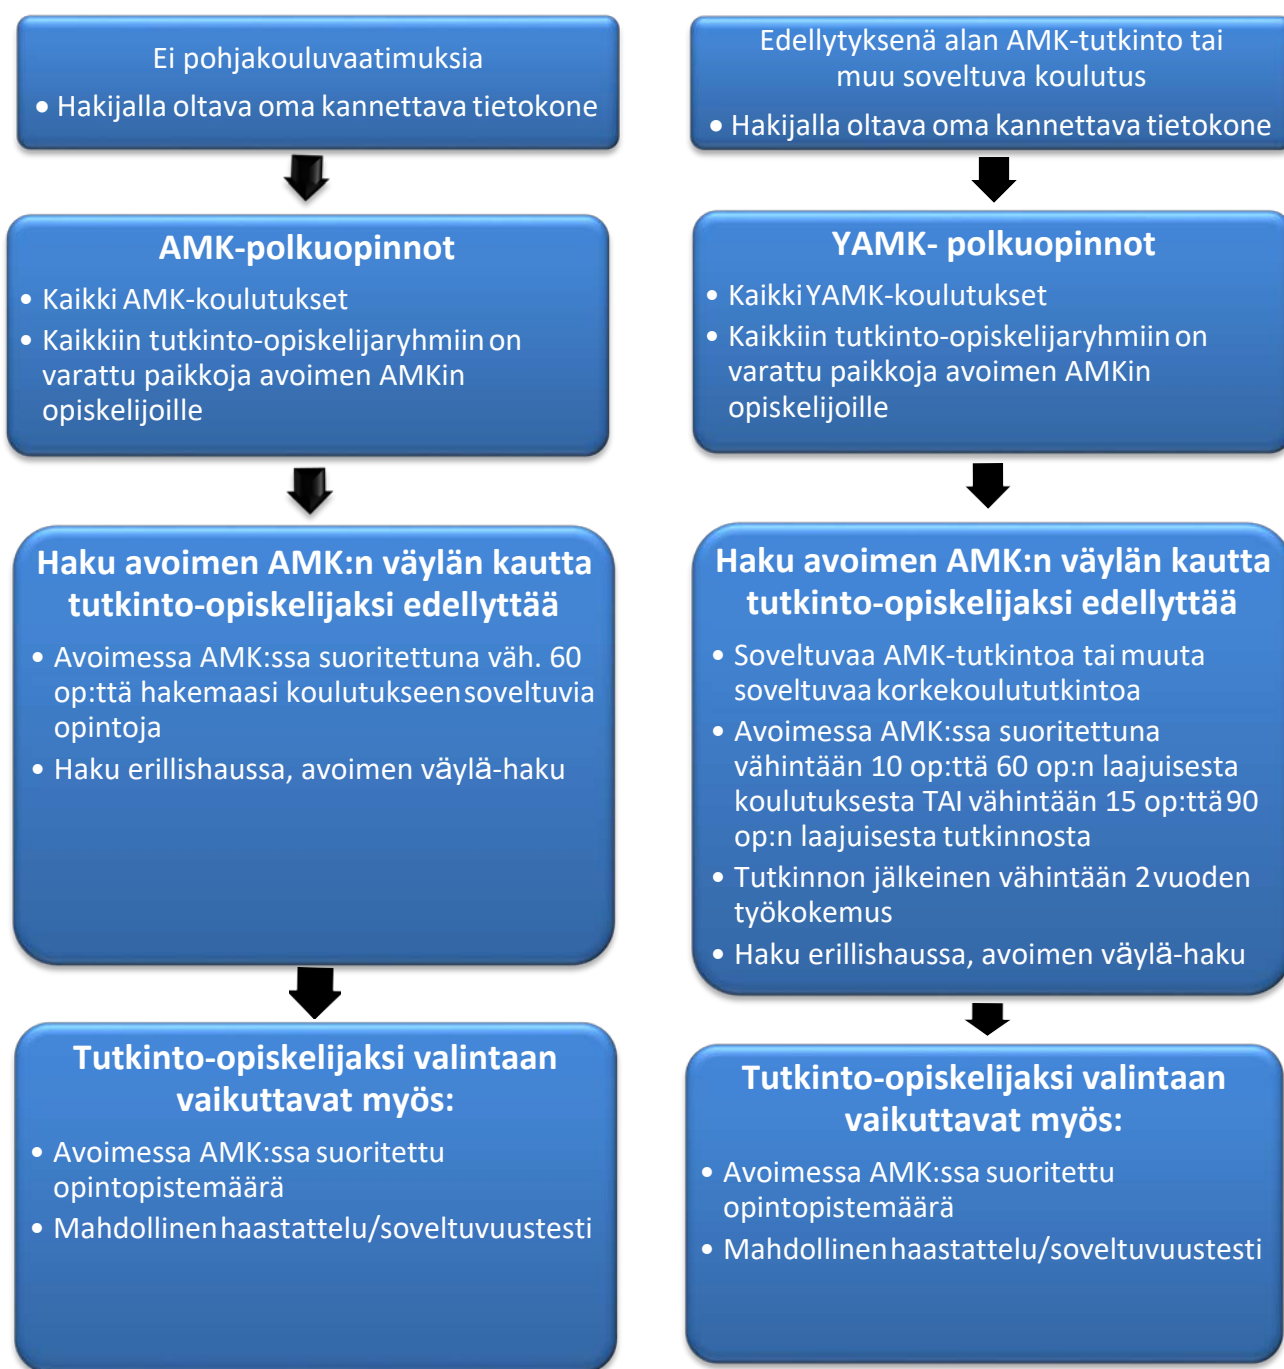 Ei pohjakouluvaatimuksia
• Hakijalla oltava oma kannettava tietokone
AMK-polkuopinnot
• Kaikki AMK-koulutukset
• Kaikkiin tutkinto-opiskelijaryhmiin on
varattu paikkoja avoimen AMKin
opiskelijoille
Haku avoimen AMK:n väylän kautta
tutkinto-opiskelijaksi edellyttää
• Avoimessa AMK:ssa suoritettuna väh. 60
op:ttä hakemaasi koulutukseen soveltuvia
opintoja
• Haku erillishaussa, avoimen väylä-haku
Tutkinto-opiskelijaksi valintaan
vaikuttavat myös:
• Avoimessa AMK:ssa suoritettu
opintopistemäärä
• Mahdollinen haastattelu/soveltuvuustesti
Edellytyksenä alan AMK-tutkinto tai
muu soveltuva koulutus
• Hakijalla oltava oma kannettava tietokone
YAMK- polkuopinnot
• Kaikki YAMK-koulutukset
• Kaikkiin tutkinto-opiskelijaryhmiin on
varattu paikkoja avoimen AMKin
opiskelijoille
Haku avoimen AMK:n väylän kautta
tutkinto-opiskelijaksi edellyttää
• Soveltuvaa AMK-tutkintoa tai muuta
soveltuvaa korkekoulututkintoa
• Avoimessa AMK:ssa suoritettuna
vähintään 10 op:ttä 60 op:n laajuisesta
koulutuksesta TAI vähintään 15 op:ttä 90
op:n laajuisesta tutkinnosta
• Tutkinnon jälkeinen vähintään 2 vuoden
työkokemus
• Haku erillishaussa, avoimen väylä-haku
Tutkinto-opiskelijaksi valintaan
vaikuttavat myös:
• Avoimessa AMK:ssa suoritettu
opintopistemäärä
• Mahdollinen haastattelu/soveltuvuustesti